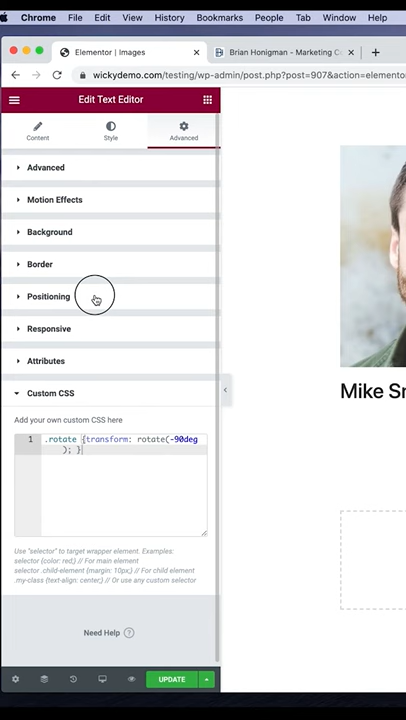 Chrome File Edit View History Bookmarks People Tab Window Help
Elementor | Images × Brian Honigman - Marketing C × +
wickydemo.com/testing/wp-admin/post.php?post=907&action=elemento
Edit Text Editor
Content Style Advanced
Advanced
Motion Effects
Background
Border
Positioning
Responsive
Attributes
Custom CSS
Add your own custom CSS here
1 .rotate {transform: rotate(-90deg
); }
Use "selector" to target wrapper element. Examples:
selector {color: red;} // For main element
selector .child-element {margin: 10px;} // For child element
.my-class {text-align: center;} // Or use any custom selector
Need Help ?
UPDATE
Mike Sm